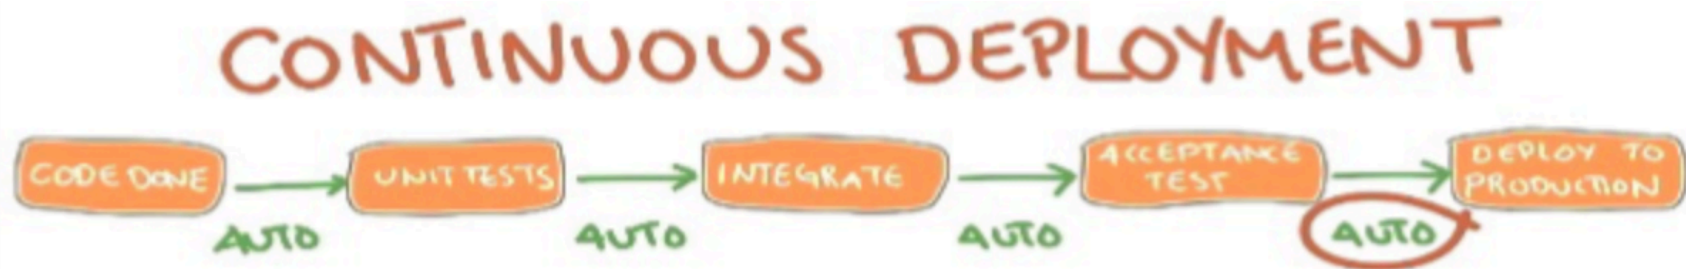 CONTINUOUS DEPLOYMENT
CODE DONE
UNIT TESTS
INTEGRATE
ACCEPTANCE
TEST
DEPLOY TO
PRODUCTION
AUTO
AUTO
AUTO
AUTO